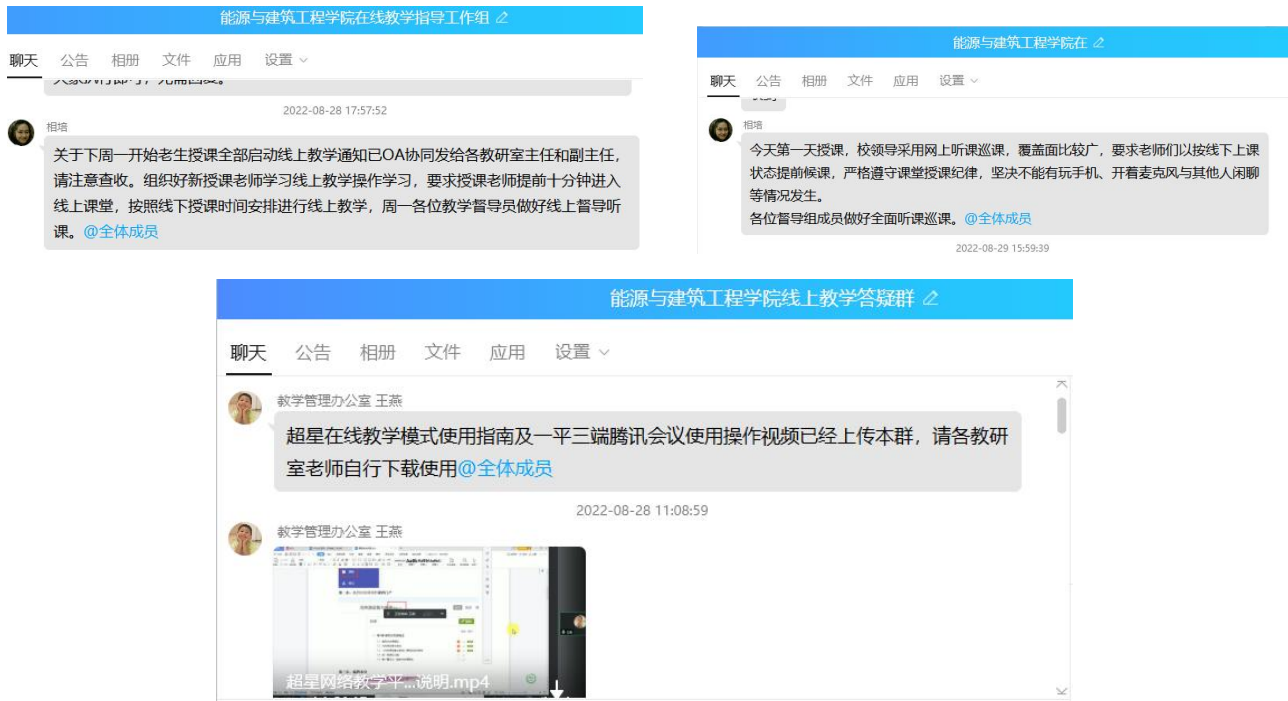 能源与建筑工程学院在线教学指导工作组
聊天 公告 相册 文件 应用 设置
2022-08-28 17:57:52
相培
关于下周一开始老生授课全部启动线上教学通知已OA协同发给各教研室主任和副主任，
请注意查收。组织好新授课老师学习线上教学操作学习，要求授课老师提前十分钟进入
线上课堂，按照线下授课时间安排进行线上教学，周一各位教学督导员做好线上督导听
课。@全体成员
能源与建筑工程学院在
聊天 公告 相册 文件 应用 设置
相培
今天第一天授课，校领导采用网上听课巡课，覆盖面比较广，要求老师们以按线下上课
状态提前候课，严格遵守课堂授课纪律，坚决不能有玩手机、开着麦克风与其他人闲聊
等情况发生。
各位督导组成员做好全面听课巡课。@全体成员
2022-08-29 15:59:39
能源与建筑工程学院线上教学答疑群
聊天 公告 相册 文件 应用 设置
教学管理办公室 王燕
超星在线教学模式使用指南及一平三端腾讯会议使用操作视频已经上传本群，请各教研
室老师自行下载使用@全体成员
2022-08-28 11:08:59
教学管理办公室 王燕
超星网络教学平...说明.mp4